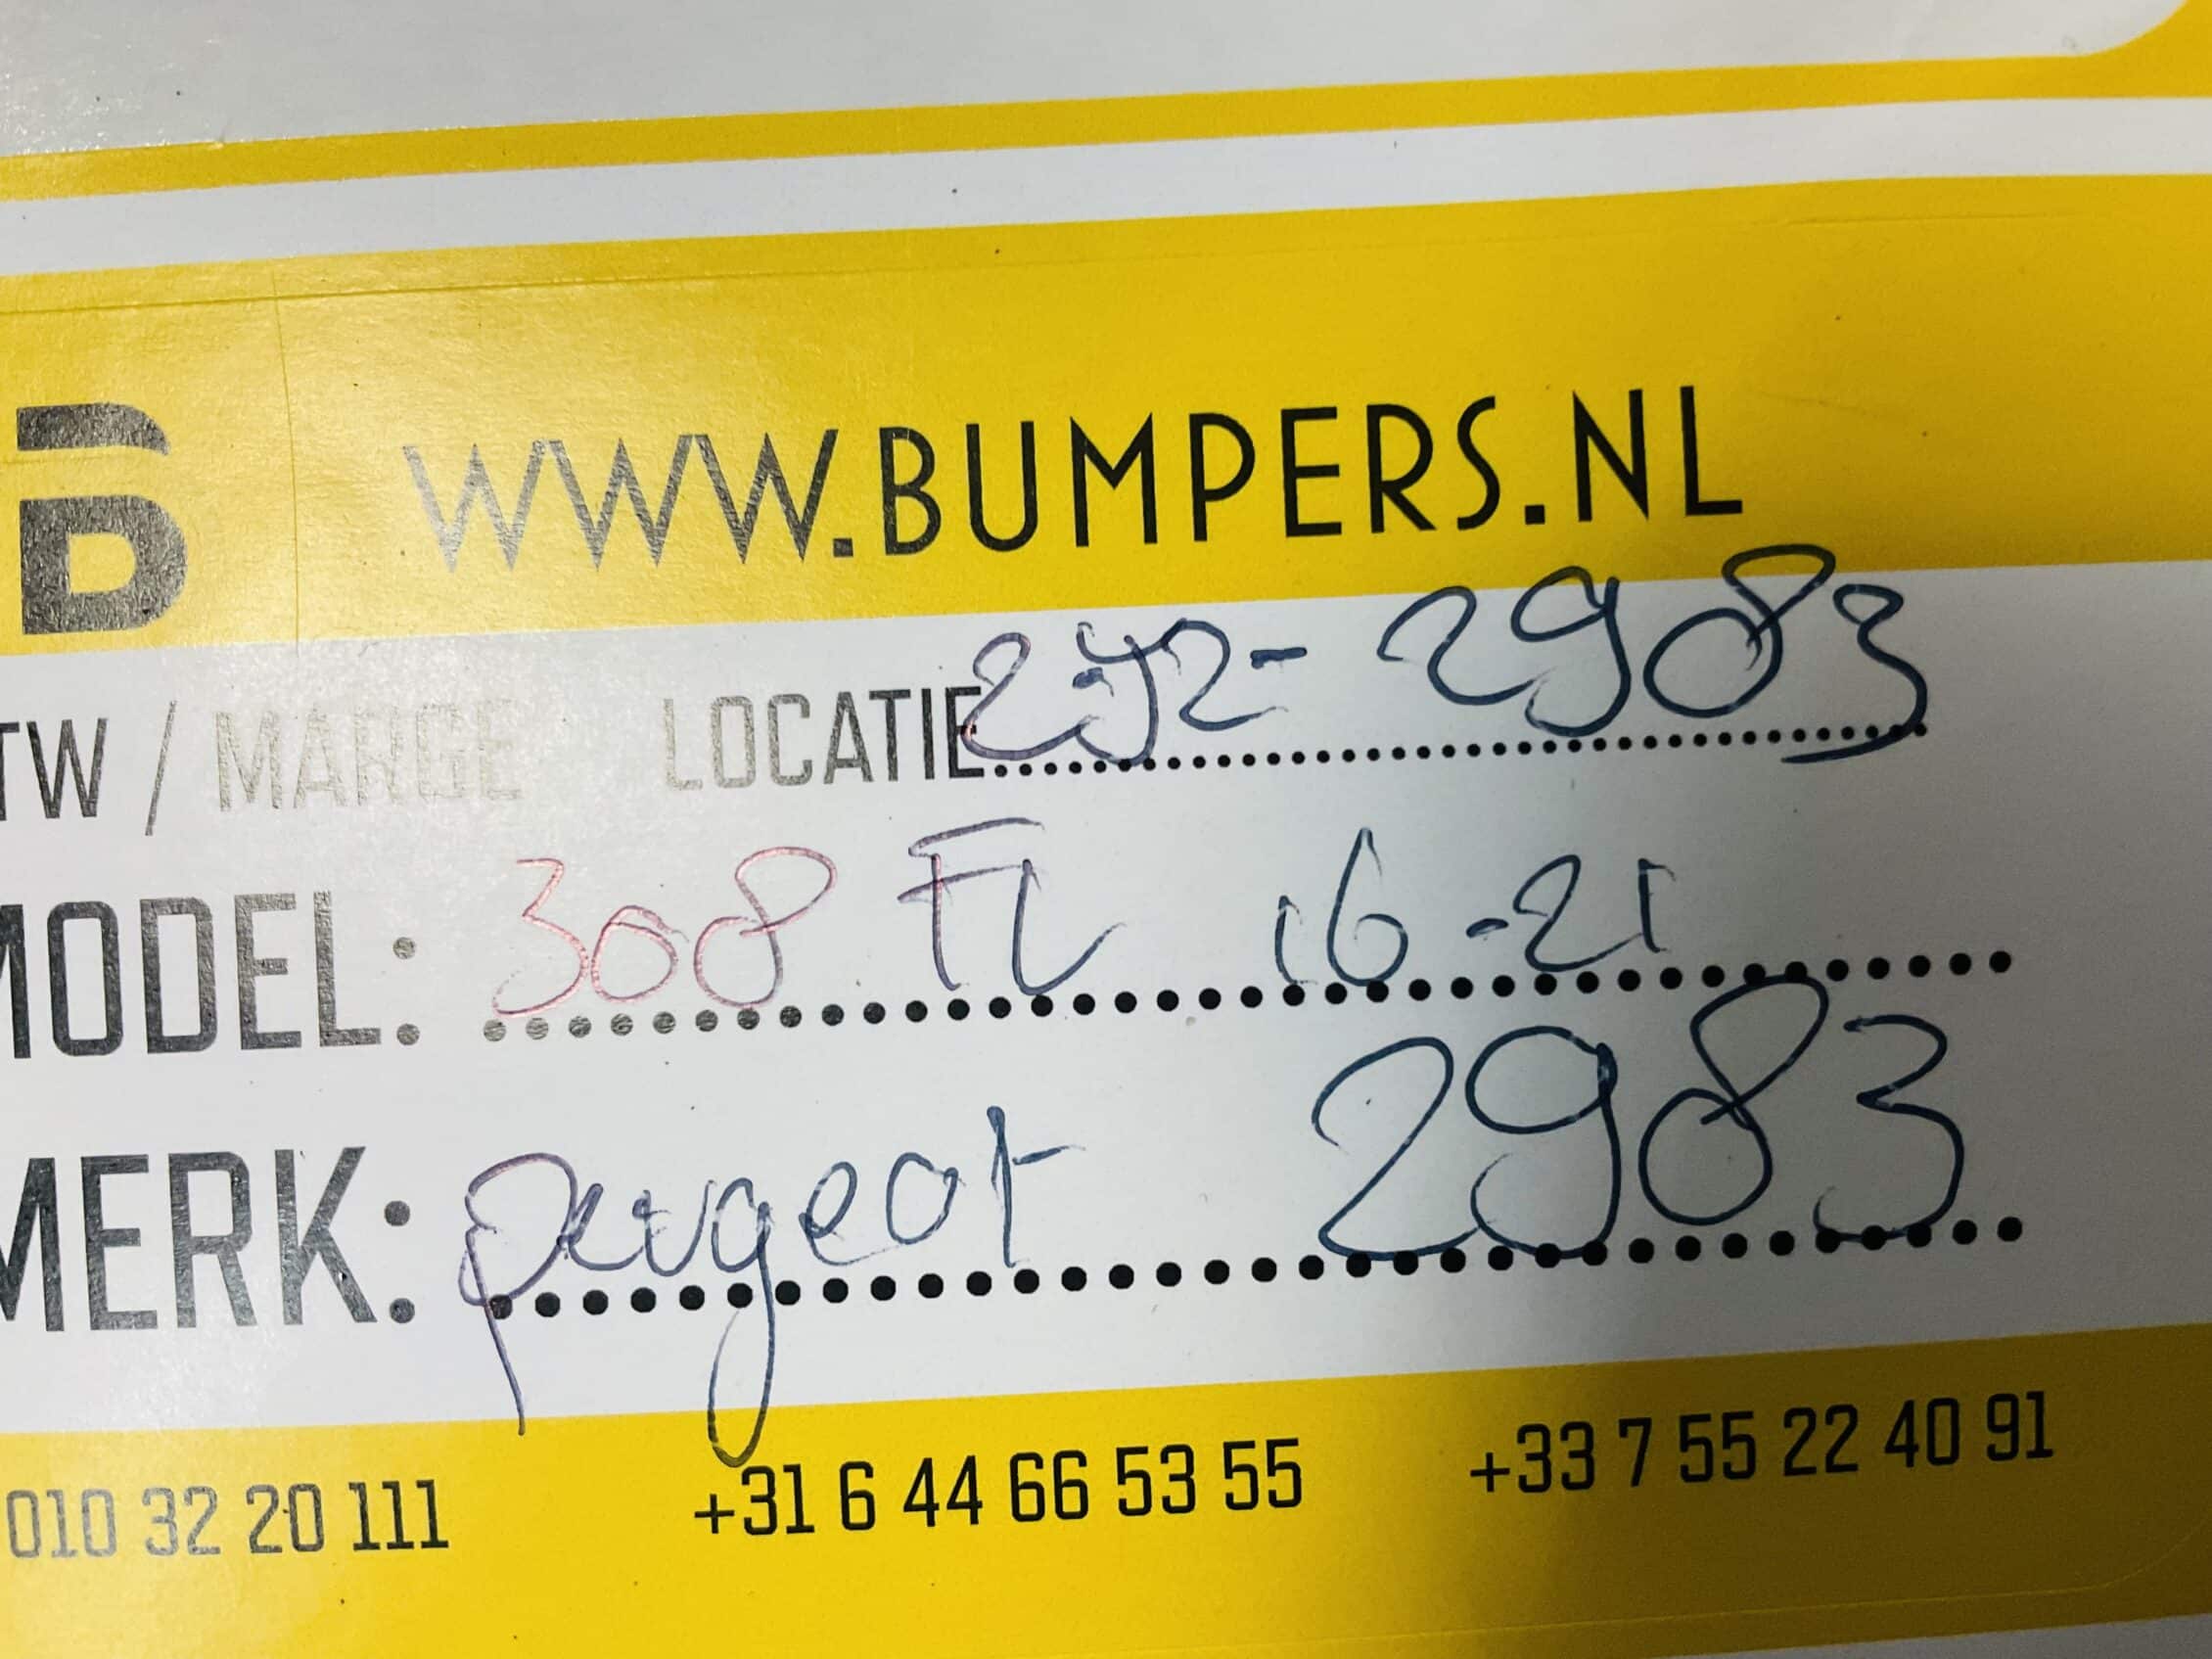 B WWW.BUMPERS.NL
TW / MARGE LOCATIE 2983
MODEL: 308 FL 16-21
MERK: peugeot 2983
010 32 20 111 +31 6 44 66 53 55 +33 7 55 22 40 91